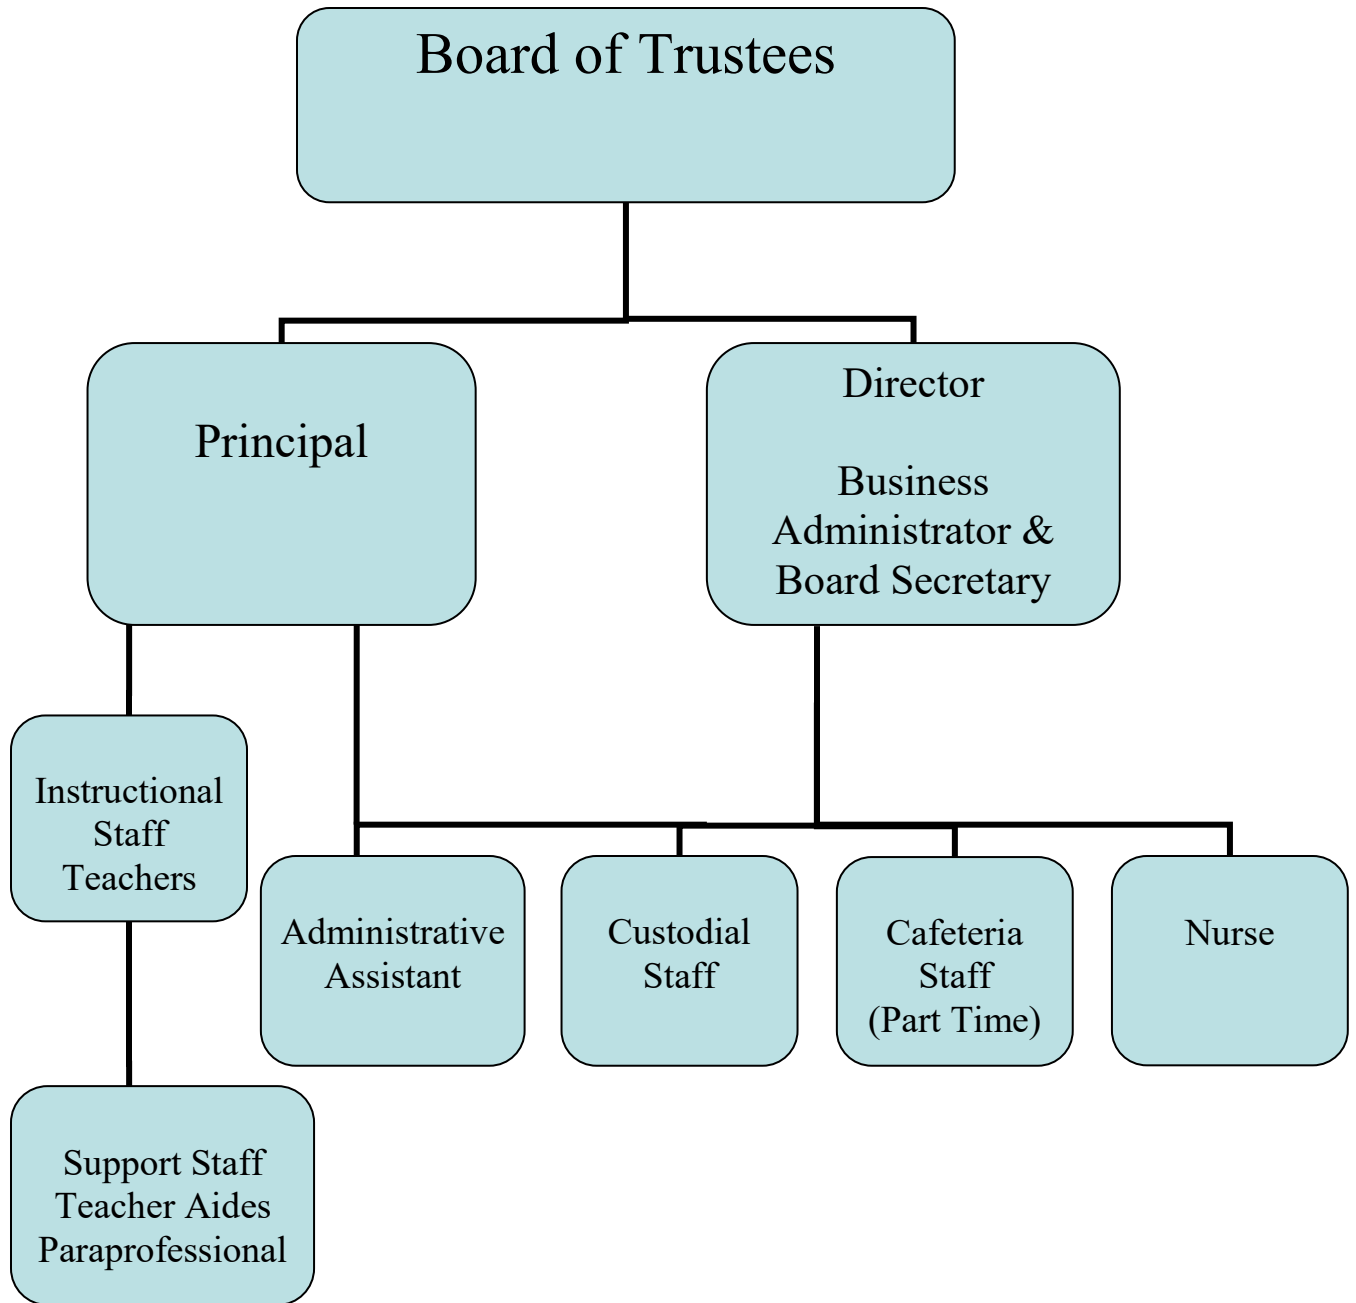 Board of Trustees
Principal
Director
Business
Administrator &
Board Secretary
Instructional
Staff
Teachers
Administrative
Assistant
Custodial
Staff
Cafeteria
Staff
(Part Time)
Nurse
Support Staff
Teacher Aides
Paraprofessional